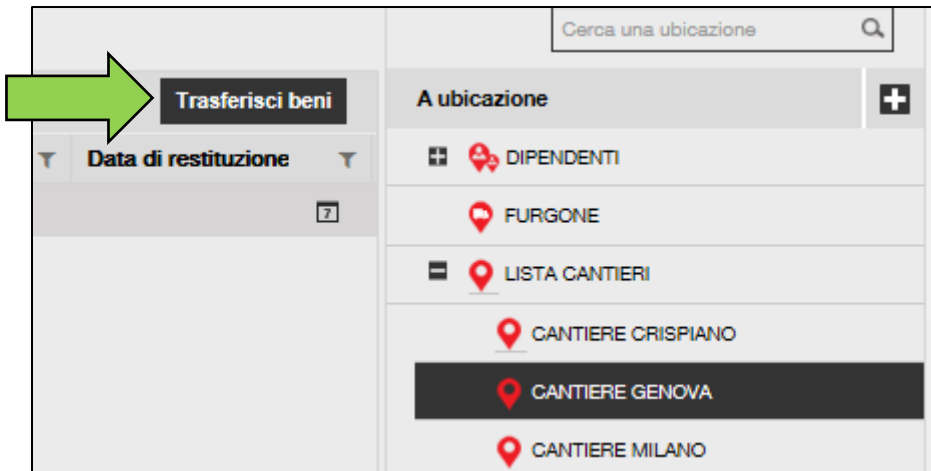 Cerca una ubicazione
Trasferisci beni
A ubicazione
Data di restituzione
7
DIPENDENTI
FURGONE
LISTA CANTIERI
CANTIERE CRISPIANO
CANTIERE GENOVA
CANTIERE MILANO